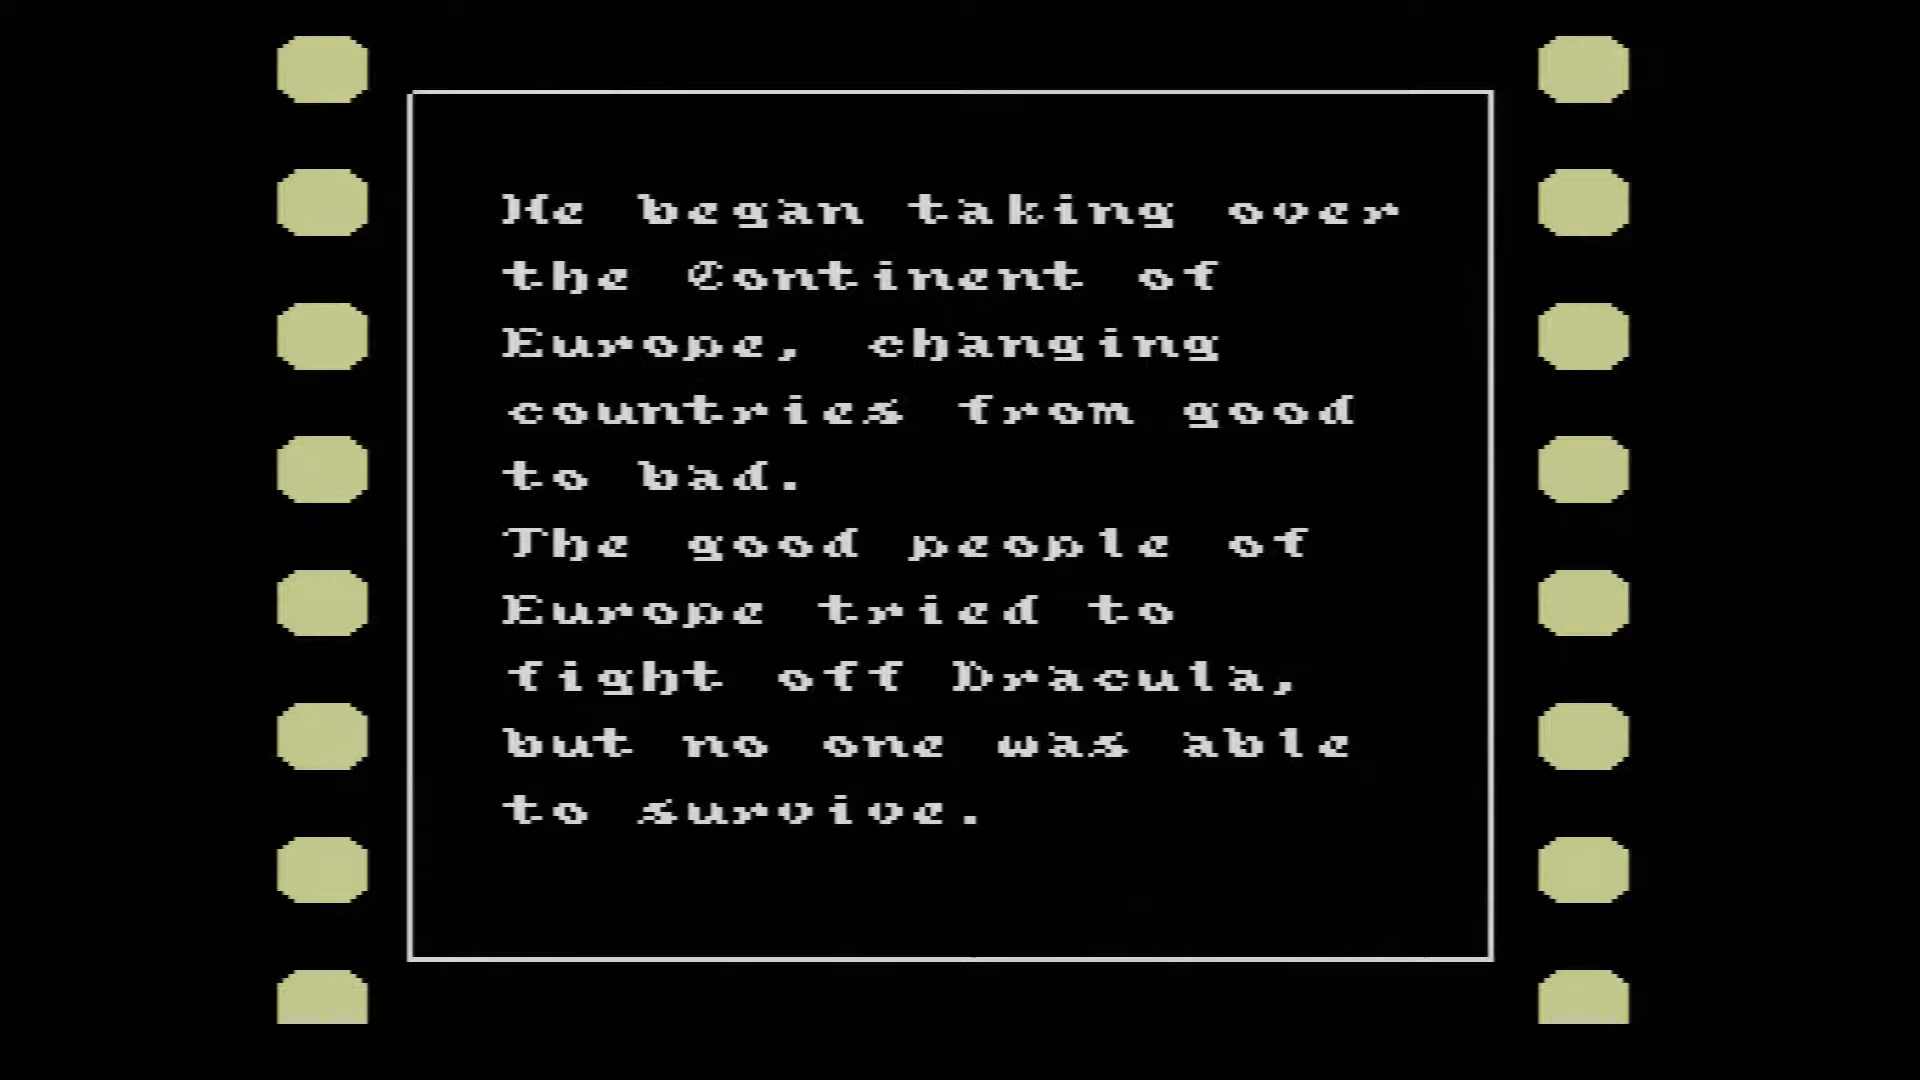 He began taking over
the Continent of
Europe, changing
countries from good
to bad.
The good people of
Europe tried to
fight off Dracula,
but no one was able
to survive.